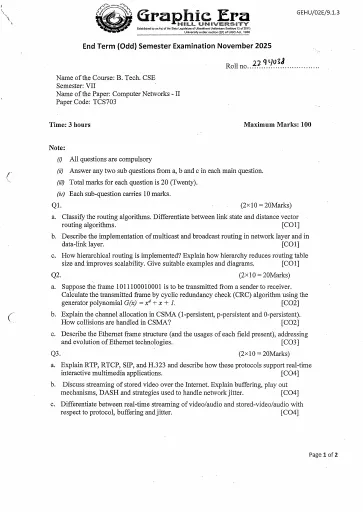 GEHU/02E/9.1.3
Graphic Era
HILL UNIVERSITY
End Term (Odd) Semester Examination November 2025
Roll no.
Name of the Course: B. Tech. CSE
Semester: VII
Name of the Paper: Computer Networks - II
Paper Code: TCS703
Time: 3 hours Maximum Marks: 100
Note:
(i) All questions are compulsory
(ii) Answer any two sub questions from a, b and c in each main question.
(iii) Total marks for each question is 20 (Twenty).
(iv) Each sub-question carries 10 marks.
Q1. (2×10 = 20Marks)
a. Classify the routing algorithms. Differentiate between link state and distance vector
routing algorithms. [CO1]
b. Describe the implementation of multicast and broadcast routing in network layer and in
data-link layer. [CO1]
c. How hierarchical routing is implemented? Explain how hierarchy reduces routing table
size and improves scalability. Give suitable examples and diagrams. [CO1]
Q2. (2×10 = 20Marks)
a. Suppose the frame 1011100010001 is to be transmitted from a sender to receiver.
Calculate the transmitted frame by cyclic redundancy check (CRC) algorithm using the
generator polynomial G(x) = + x + 1. [CO2]
b. Explain the channel allocation in CSMA (1-persistent, p-persistent and 0-persistent).
How collisions are handled in CSMA? [CO2]
c. Describe the Ethernet frame structure (and the usages of each field present), addressing
and evolution of Ethernet technologies. [CO3]
Q3. (2×10 = 20Marks)
a. Explain RTP, RTCP, SIP, and H.323 and describe how these protocols support real-time
interactive multimedia applications. [CO4]
b. Discuss streaming of stored video over the Internet. Explain buffering, play out
mechanisms, DASH and strategies used to handle network jitter. [CO4]
c. Differentiate between real-time streaming of video/audio and stored-video/audio with
respect to protocol, buffering and jitter. [CO4]
Page 1 of 2